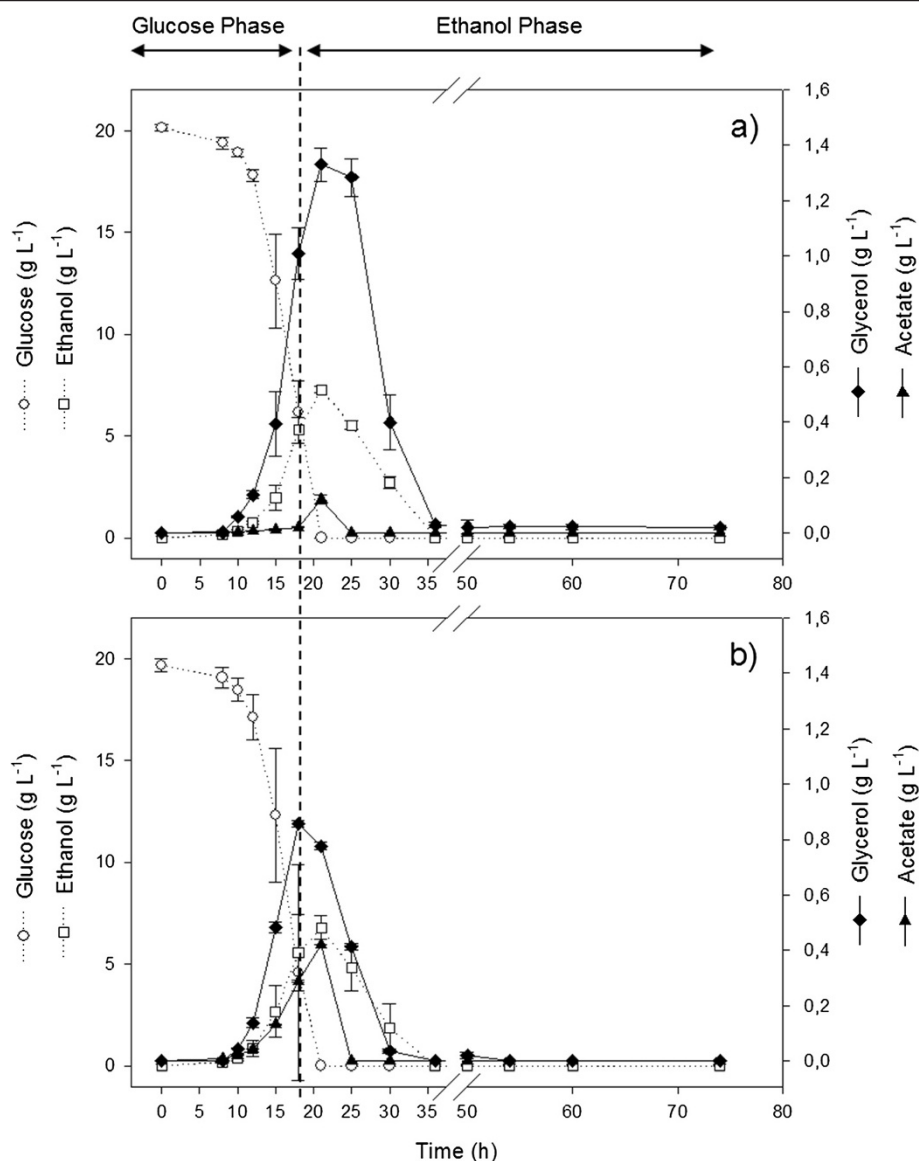 Glucose Phase Ethanol Phase
a)
1,6
1,4
1,2
1,0
0,8
0,6
0,4
0,2
0,0
20
15
10
5
0
Glucose (g L⁻¹)
Ethanol (g L⁻¹)
Glycerol (g L⁻¹)
Acetate (g L⁻¹)
0 5 10 15 20 25 30 35 50 60 70 80
b)
1,6
1,4
1,2
1,0
0,8
0,6
0,4
0,2
0,0
20
15
10
5
0
Glucose (g L⁻¹)
Ethanol (g L⁻¹)
Glycerol (g L⁻¹)
Acetate (g L⁻¹)
0 5 10 15 20 25 30 35 50 60 70 80
Time (h)